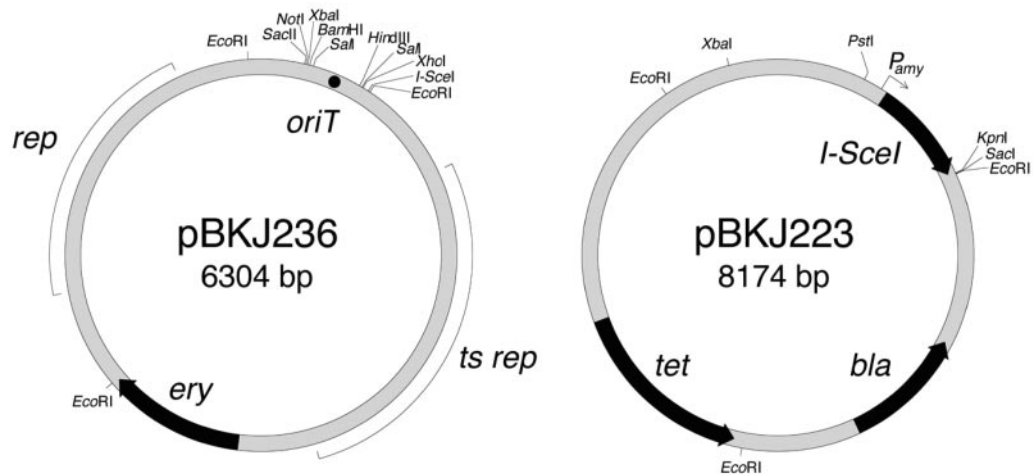 EcoRI
NotI
SacII
XbaI
BamHI
SalI
HindIII
SalI
XhoI
I-SceI
EcoRI
oriT
rep
pBKJ236
6304 bp
ts rep
ery
EcoRI
XbaI
EcoRI
PstI
Pamy
I-SceI
KpnI
SacI
EcoRI
pBKJ223
8174 bp
tet
bla
EcoRI